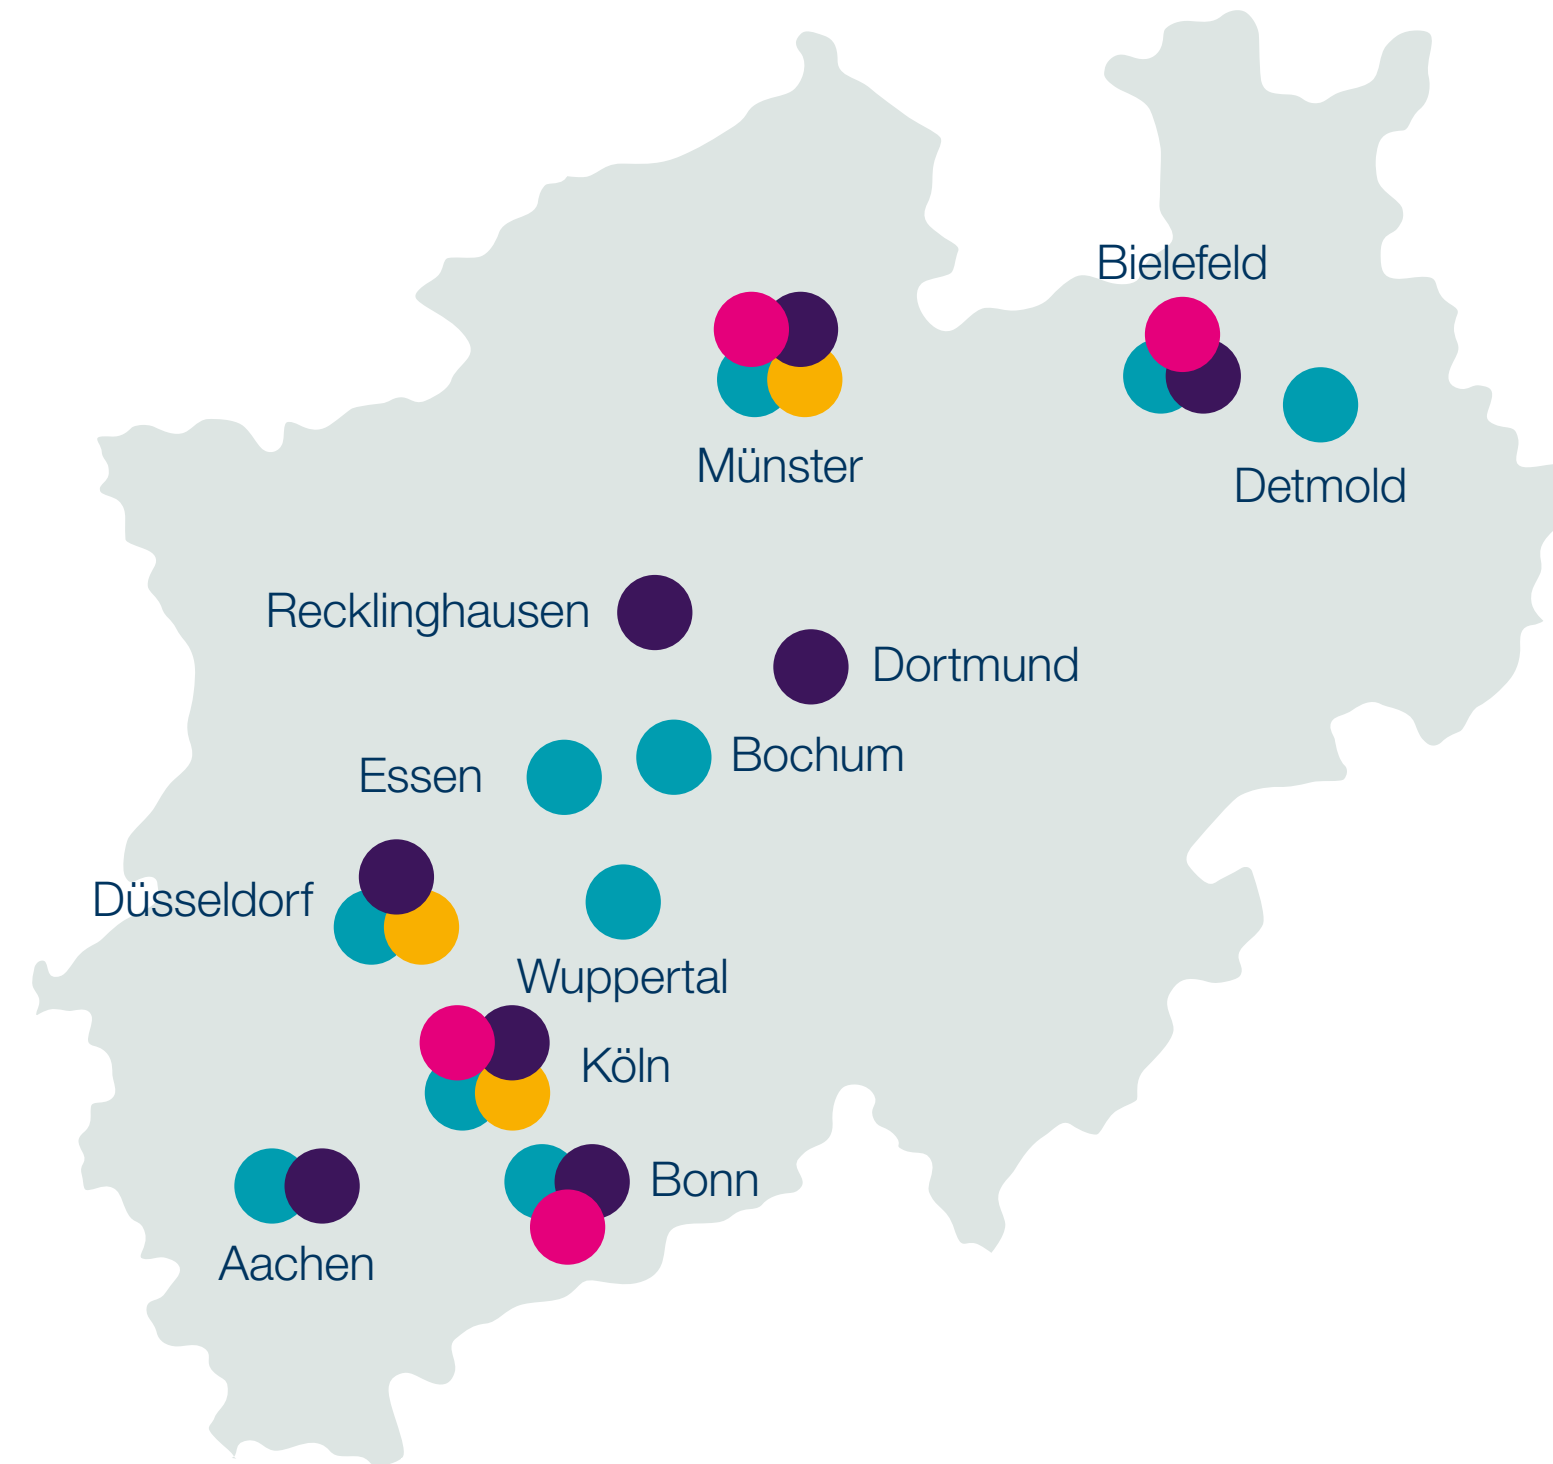 Bielefeld
Münster
Detmold
Recklinghausen
Dortmund
Bochum
Essen
Düsseldorf
Wuppertal
Köln
Bonn
Aachen